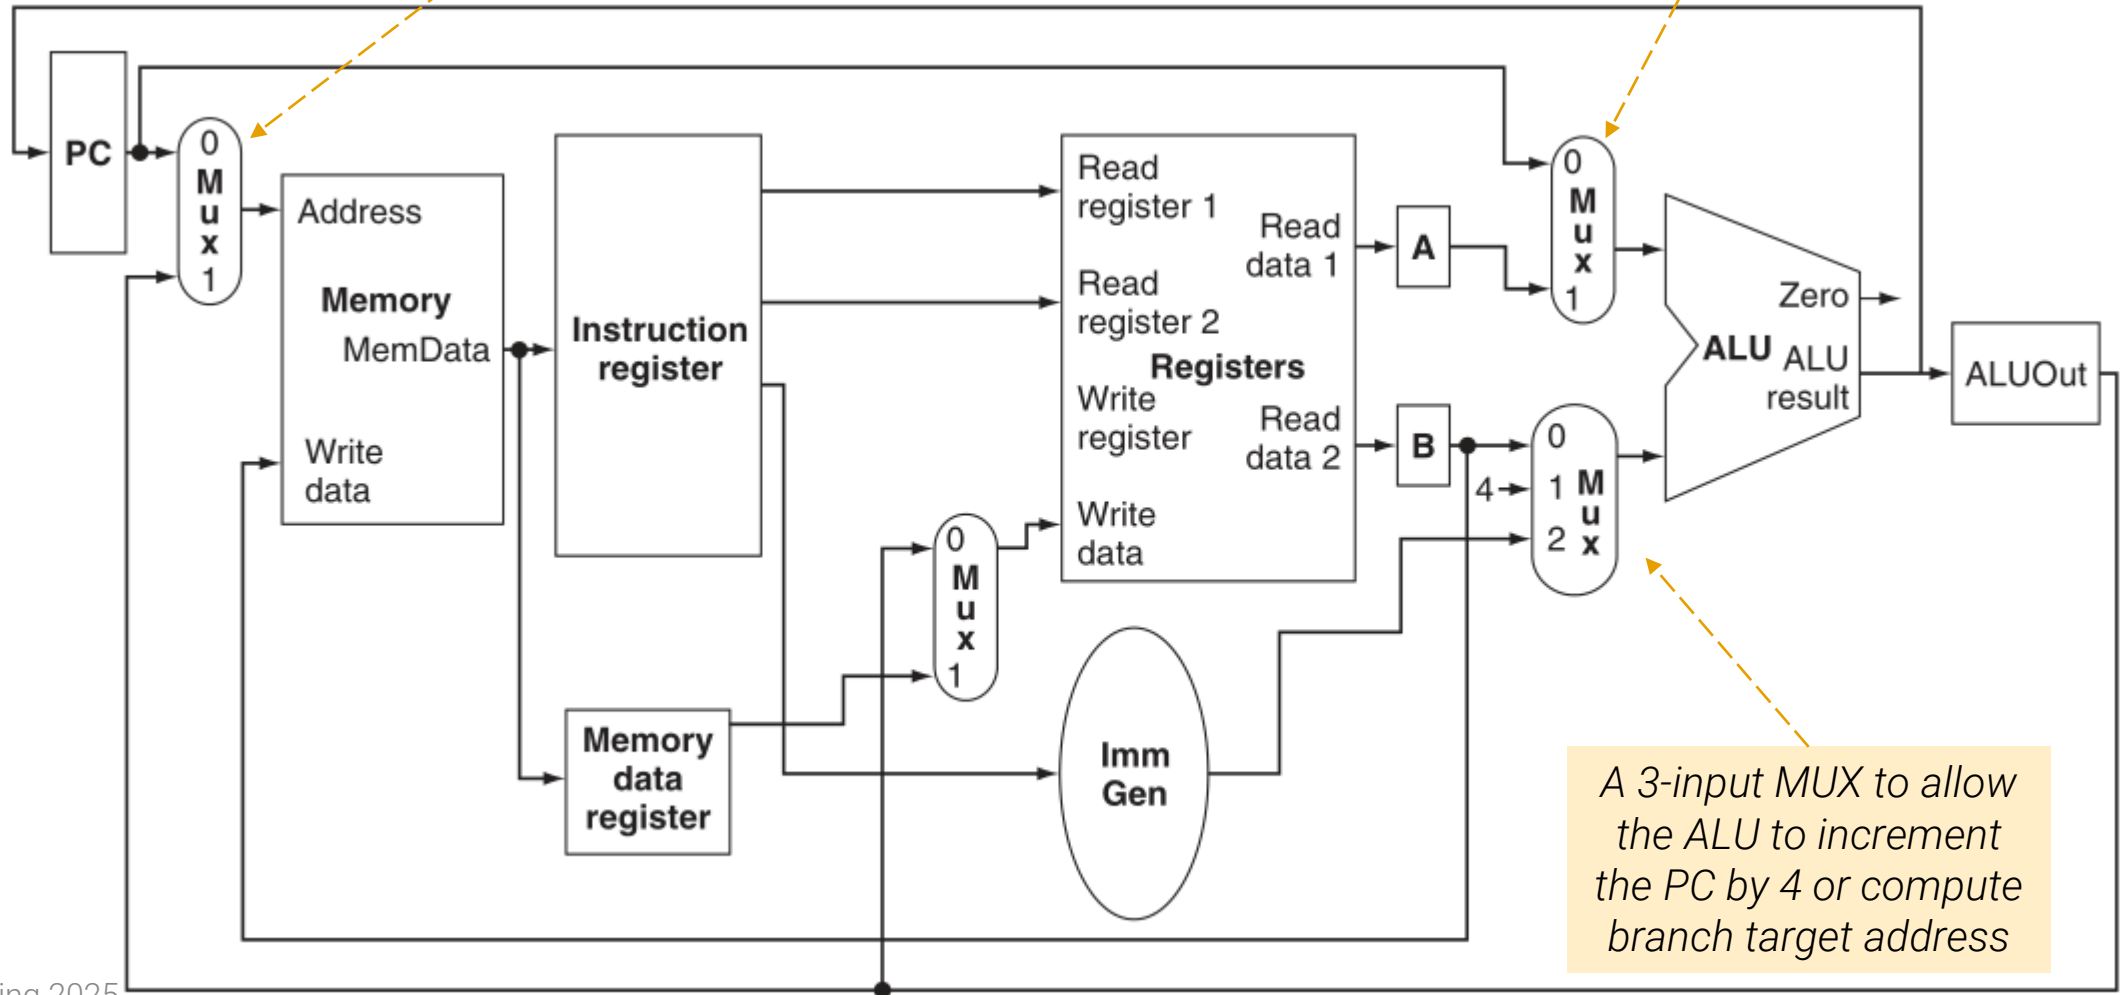 PC
0
M
u
x
1
Address
Memory
MemData
Write
data
Instruction
register
Memory
data
register
0
M
u
x
1
Read
register 1
Read
register 2
Registers
Write
register
Write
data
Read
data 1
Read
data 2
Imm
Gen
A
B
4
0
M
u
x
1
0
1 M
u
2 x
Zero
ALU
ALU
result
ALUOut
A 3-input MUX to allow
the ALU to increment
the PC by 4 or compute
branch target address
2025